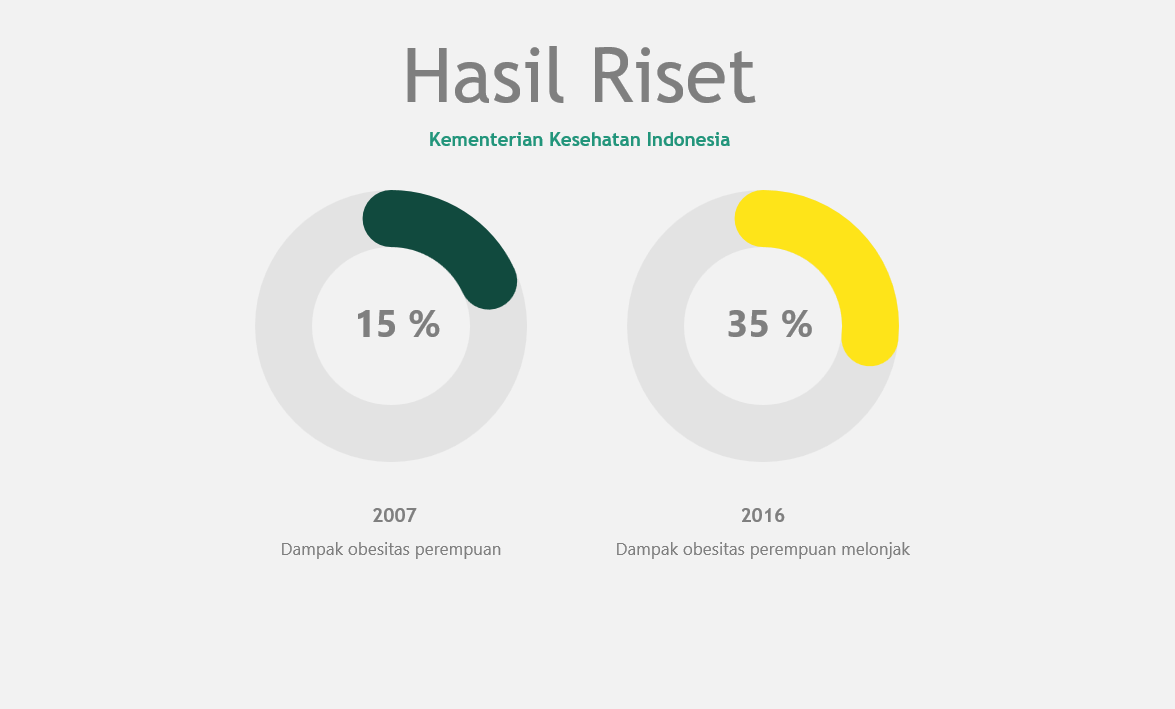 Hasil Riset
Kementerian Kesehatan Indonesia
15 %
35 %
2007
Dampak obesitas perempuan
2016
Dampak obesitas perempuan melonjak